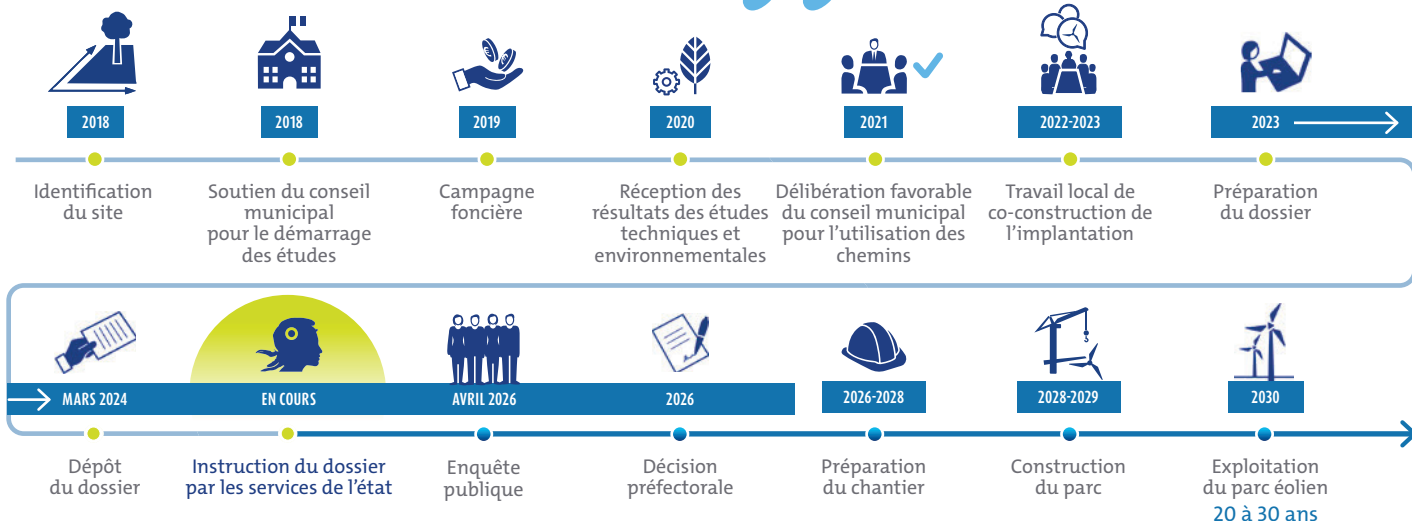 2018
2018
2019
2020
2021
2022-2023
2023
Identification
du site
Soutien du conseil
municipal
pour le démarrage
des études
Campagne
foncière
Réception des
résultats des études
techniques et
environnementales
Délibération favorable
du conseil municipal
pour l'utilisation des
chemins
Travail local de
co-construction de
l'implantation
Préparation
du dossier
MARS 2024
EN COURS
AVRIL 2026
2026
2026-2028
2028-2029
2030
Dépôt
du dossier
Instruction du dossier
par les services de l'état
Enquête
publique
Décision
préfectorale
Préparation
du chantier
Construction
du parc
Exploitation
du parc éolien
20 à 30 ans